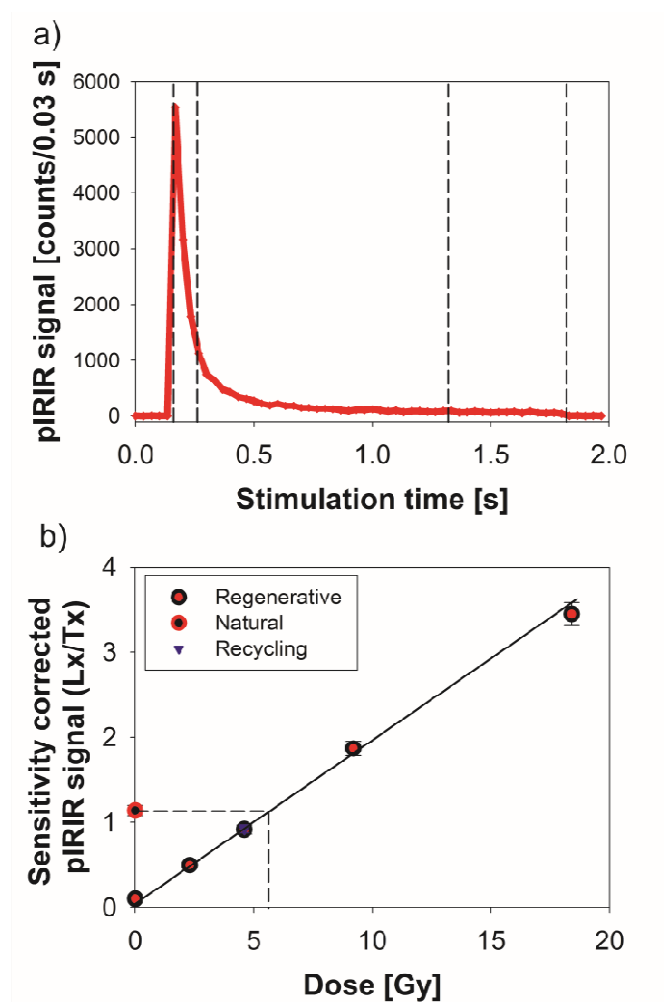 a)
pIRIR signal [counts/0.03 s]
6000
5000
4000
3000
2000
1000
0
0.0 0.5 1.0 1.5 2.0
Stimulation time [s]
b)
Sensitivity corrected
pIRIR signal (Lx/Tx)
4
3
2
1
0
Regenerative
Natural
Recycling
0 5 10 15 20
Dose [Gy]